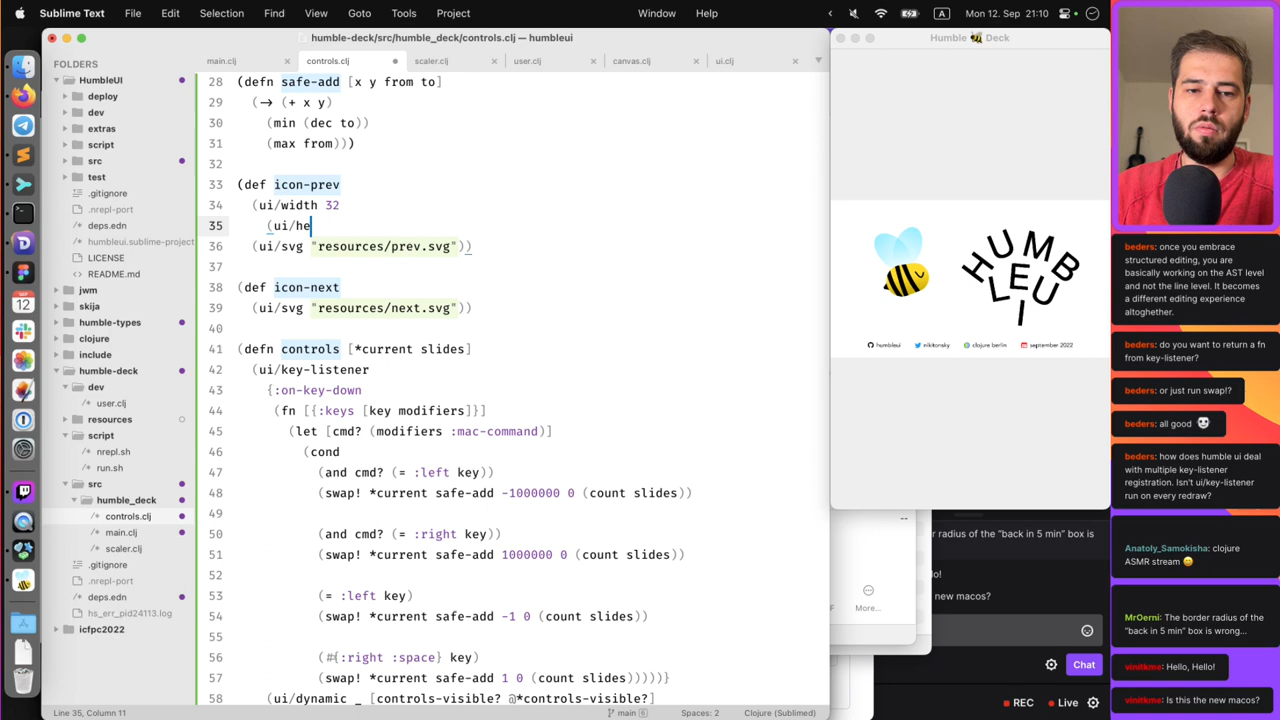 Sublime Text File Edit Selection Find View Goto Tools Project Window Help A Mon 12. Sep 21:10
humble-deck/src/humble_deck/controls.clj — humbleui
Humble 🐝 Deck
FOLDERS
HumbleUI
deploy
dev
extras
script
src
test
.gitignore
.nrepl-port
deps.edn
humbleui.sublime-project
LICENSE
README.md
jwm
skija
humble-types
clojure
include
humble-deck
dev
user.clj
resources
script
nrepl.sh
run.sh
src
humble_deck
controls.clj
main.clj
scaler.clj
.gitignore
.nrepl-port
deps.edn
hs_err_pid24113.log
icfpc2022
SEP
12
main.clj controls.clj scaler.clj user.clj canvas.clj ui.clj
28 (defn safe-add [x y from to]
29 (-> (+ x y)
30 (min (dec to))
31 (max from)))
32
33 (def icon-prev
34 (ui/width 32
35 (ui/he
36 (ui/svg "resources/prev.svg"))
37
38 (def icon-next
39 (ui/svg "resources/next.svg"))
40
41 (defn controls [*current slides]
42 (ui/key-listener
43 {:on-key-down
44 (fn [{:keys [key modifiers]}]
45 (let [cmd? (modifiers :mac-command)]
46 (cond
47 (and cmd? (= :left key))
48 (swap! *current safe-add -1000000 0 (count slides))
49
50 (and cmd? (= :right key))
51 (swap! *current safe-add 1000000 0 (count slides))
52
53 (= :left key)
54 (swap! *current safe-add -1 0 (count slides))
55
56 (#{:right :space} key)
57 (swap! *current safe-add 1 0 (count slides)))))}
58 (ui/dynamic _ [controls-visible? @*controls-visible?]
Line 35, Column 11 main 6 Spaces: 2 Clojure (Sublimed)
HUMBLEUI
humbleui nikitonsky clojure berlin september 2022
r radius of the "back in 5 min" box is
lo!
new macos?
More...
Chat
REC Live
beders: once you embrace
structured editing, you are
basically working on the AST level
and not the line level. It becomes
a different editing experience
altoghether.
beders: do you want to return a fn
from key-listener?
beders: or just run swap!?
beders: all good
beders: how does humble ui deal
with multiple key-listener
registration. Isn't ui/key-listener
run on every redraw?
Anatoly_Samokisha: clojure
ASMR stream 😄
MrOerni: The border radius of the
"back in 5 min" box is wrong...
vinitkme: Hello, Hello!
vinitkme: Is this the new macos?